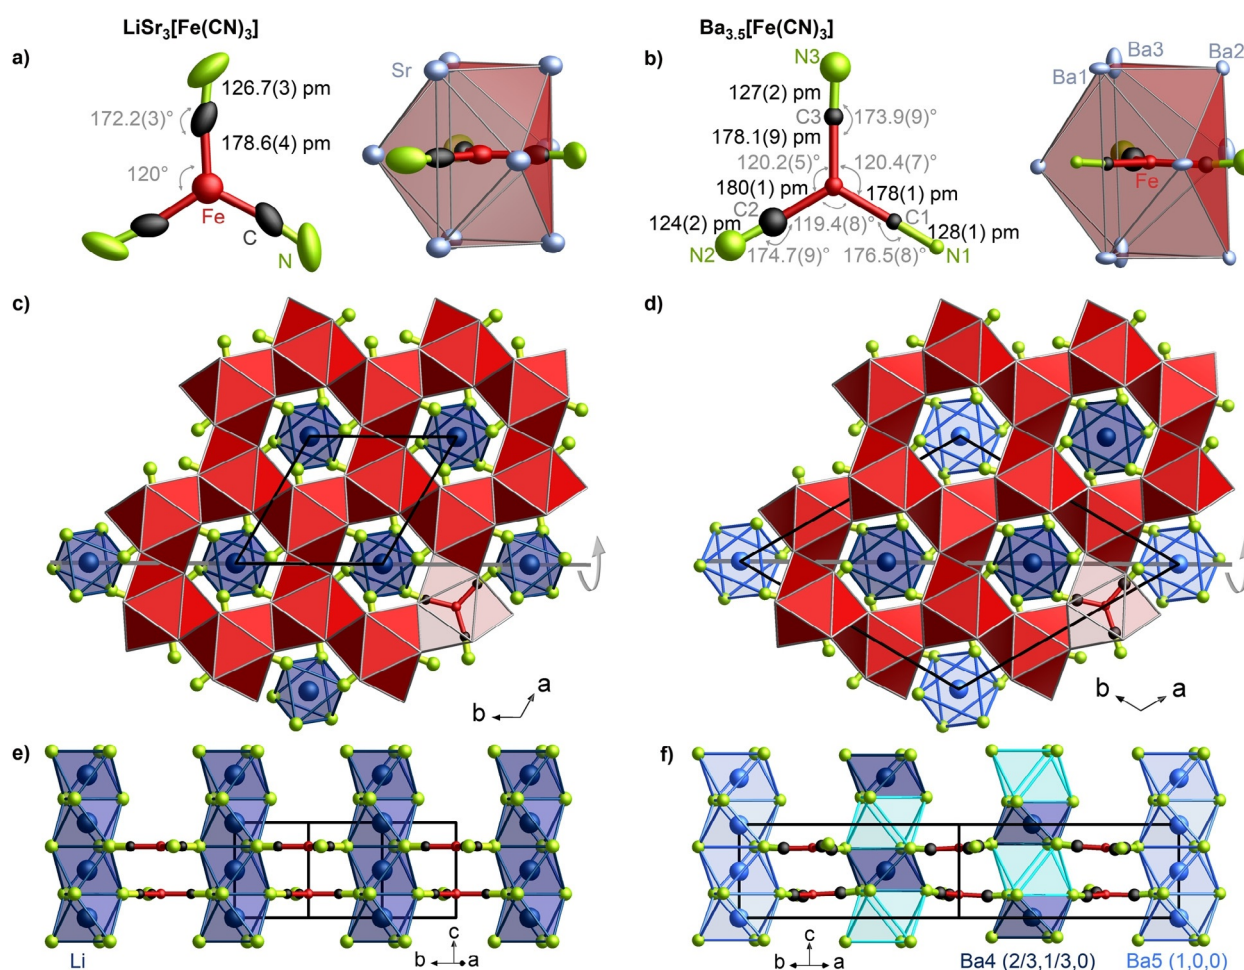 LiSr₃[Fe(CN)₃]
Ba₃.₅[Fe(CN)₃]
a)
Sr
126.7(3) pm
172.2(3)°
178.6(4) pm
120°
Fe
C
N
b)
N3
127(2) pm
C3
173.9(9)°
178.1(9) pm
120.2(5)°
120.4(7)°
180(1) pm
178(1) pm
C2
C1
124(2) pm
119.4(8)°
128(1) pm
N2
174.7(9)°
176.5(8)°
N1
Ba3
Ba2
Ba1
Fe
c)
d)
a
b
b
a
e)
f)
c
b
a
Li
c
b
a
Ba4 (2/3,1/3,0)
Ba5 (1,0,0)